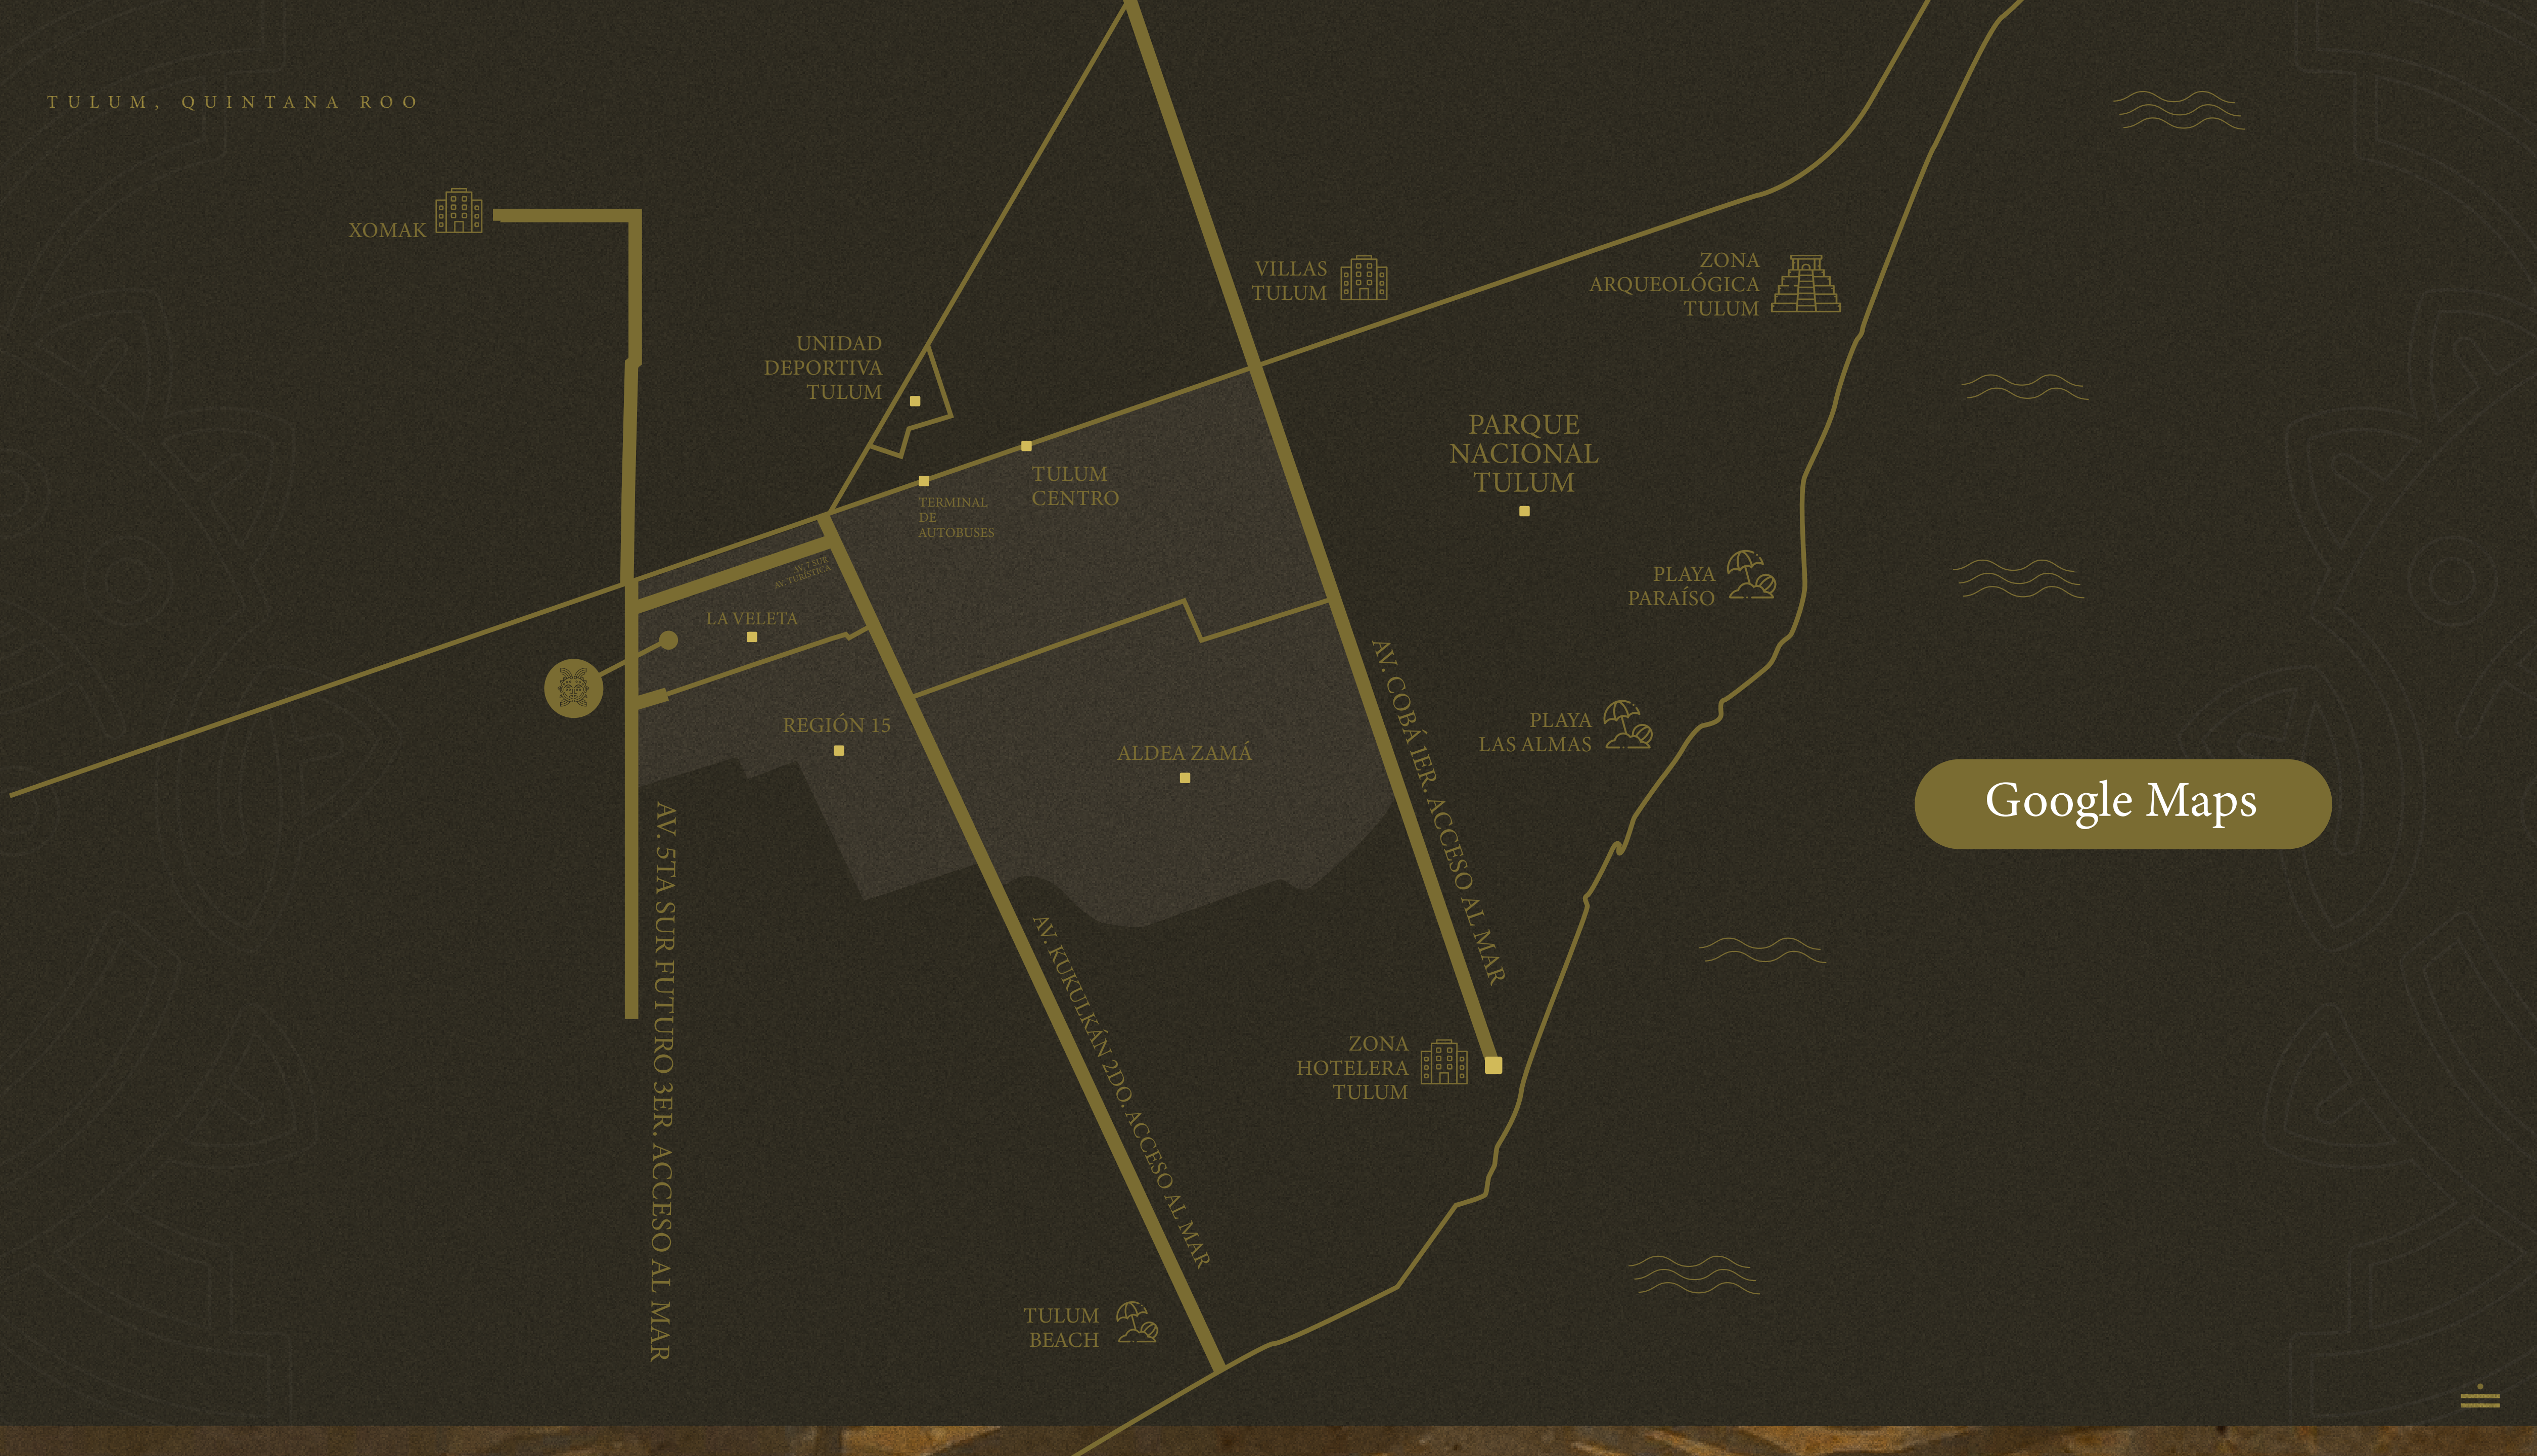 TULUM, QUINTANA ROO
XOMAK
VILLAS
TULUM
ZONA
ARQUEOLÓGICA
TULUM
UNIDAD
DEPORTIVA
TULUM
PARQUE
NACIONAL
TULUM
TULUM
CENTRO
TERMINAL
DE
AUTOBUSES
AV. 7 SUR
AV. TURÍSTICA
PLAYA
PARAÍSO
LA VELETA
REGIÓN 15
ALDEA ZAMÁ
PLAYA
LAS ALMAS
AV. COBÁ 1ER. ACCESO AL MAR
Google Maps
AV. 5TA SUR FUTURO 3ER. ACCESO AL MAR
AV. KUKULKÁN 2DO. ACCESO AL MAR
ZONA
HOTELERA
TULUM
TULUM
BEACH